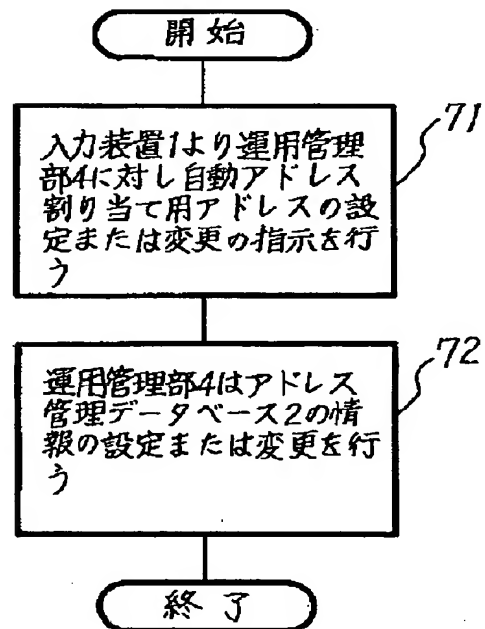 開始
71
入力装置1より運用管理
部4に対し自動アドレス
割り当て用アドレスの設
定または変更の指示を行
う
72
運用管理部4はアドレス
管理データベース2の情
報の設定または変更を行
う
終了